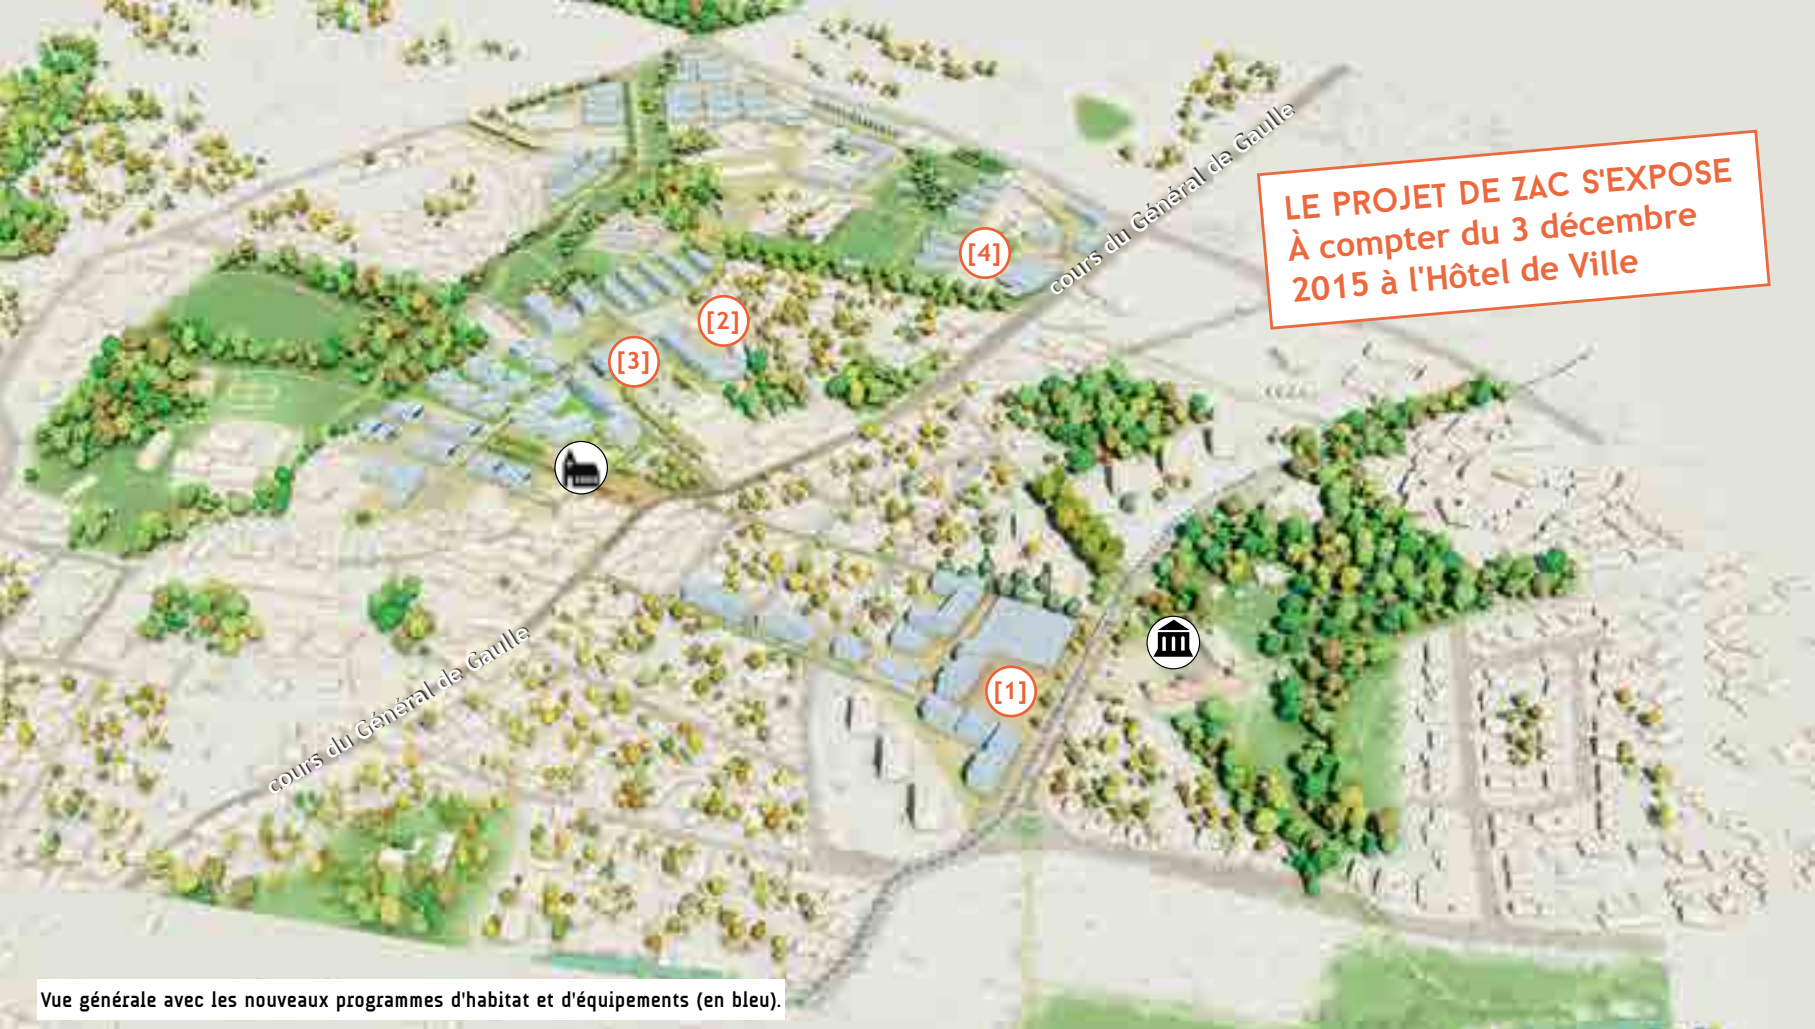 LE PROJET DE ZAC S'EXPOSE
À compter du 3 décembre
2015 à l'Hôtel de Ville
cours du Général de Gaulle
[4]
[2]
[3]
[1]
cours du Général de Gaulle
Vue générale avec les nouveaux programmes d'habitat et d'équipements (en bleu).